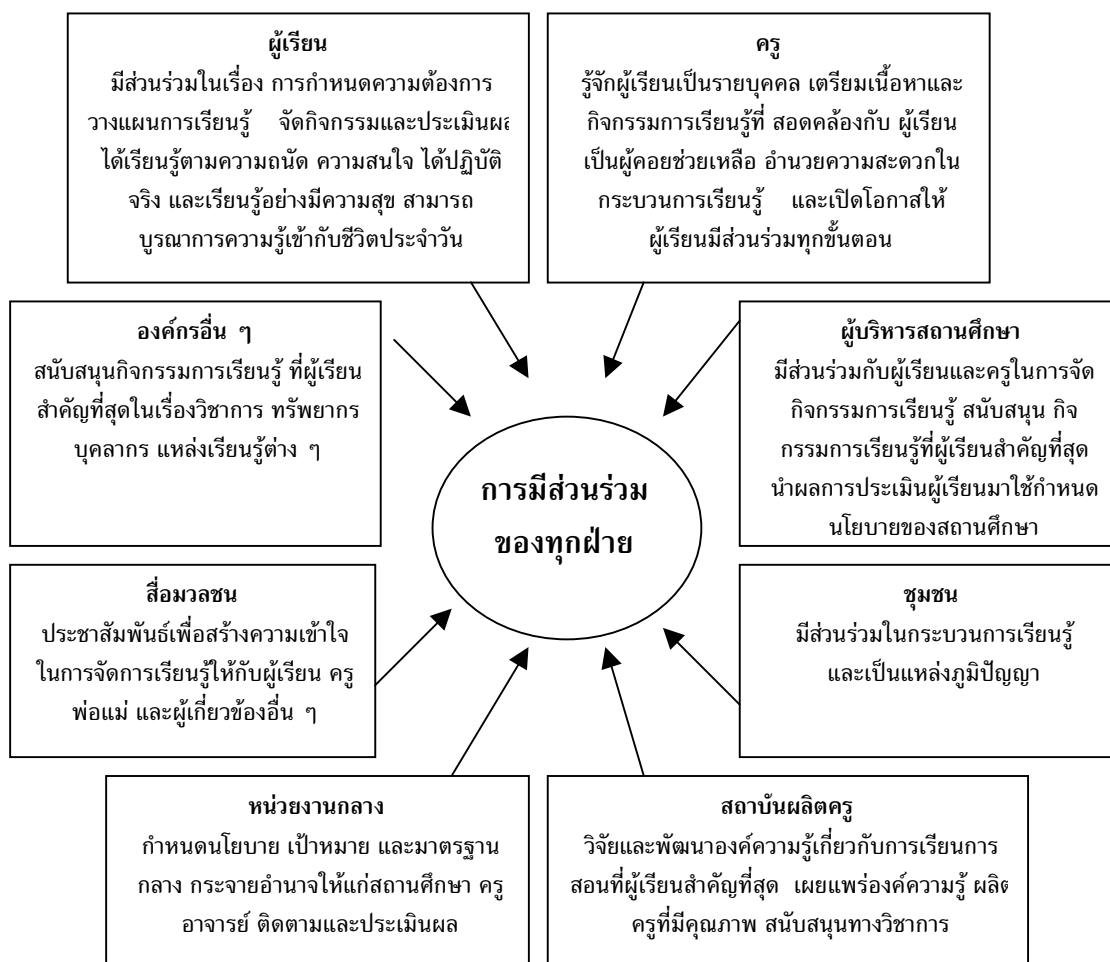 ผู้เรียน
มีส่วนร่วมในเรื่อง การกำหนดความต้องการ
วางแผนการเรียนรู้ จัดกิจกรรมและประเมินผล
ได้เรียนรู้ตามความถนัด ความสนใจ ได้ปฏิบัติ
จริง และเรียนรู้อย่างมีความสุข สามารถ
บูรณาการความรู้เข้ากับชีวิตประจำวัน
ครู
รู้จักผู้เรียนเป็นรายบุคคล เตรียมเนื้อหาและ
กิจกรรมการเรียนรู้ที่ สอดคล้องกับ ผู้เรียน
เป็นผู้คอยช่วยเหลือ อำนวยความสะดวกใน
กระบวนการเรียนรู้ และเปิดโอกาสให้
ผู้เรียนมีส่วนร่วมทุกขั้นตอน
องค์กรอื่น ๆ
สนับสนุนกิจกรรมการเรียนรู้ ที่ผู้เรียน
สำคัญที่สุดในเรื่องวิชาการ ทรัพยากร
บุคลากร แหล่งเรียนรู้ต่าง ๆ
ผู้บริหารสถานศึกษา
มีส่วนร่วมกับผู้เรียนและครูในการจัด
กิจกรรมการเรียนรู้ สนับสนุน กิจ
กรรมการเรียนรู้ที่ผู้เรียนสำคัญที่สุด
นำผลการประเมินผู้เรียนมาใช้กำหนด
นโยบายของสถานศึกษา
การมีส่วนร่วม
ของทุกฝ่าย
สื่อมวลชน
ประชาสัมพันธ์เพื่อสร้างความเข้าใจ
ในการจัดการเรียนรู้ให้กับผู้เรียน ครู
พ่อแม่ และผู้เกี่ยวข้องอื่น ๆ
ชุมชน
มีส่วนร่วมในกระบวนการเรียนรู้
และเป็นแหล่งภูมิปัญญา
หน่วยงานกลาง
กำหนดนโยบาย เป้าหมาย และมาตรฐาน
กลาง กระจายอำนาจให้แก่สถานศึกษา ครู
อาจารย์ ติดตามและประเมินผล
สถาบันผลิตครู
วิจัยและพัฒนาองค์ความรู้เกี่ยวกับการเรียนการ
สอนที่ผู้เรียนสำคัญที่สุด เผยแพร่องค์ความรู้ ผลิต
ครูที่มีคุณภาพ สนับสนุนทางวิชาการ